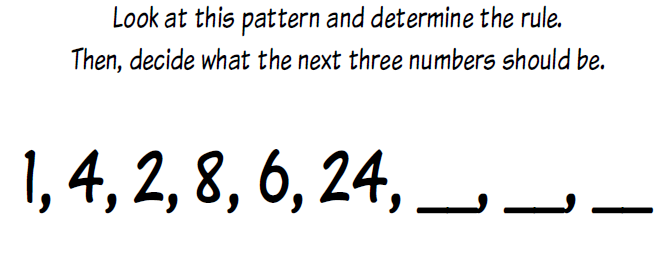 Look at this pattern and determine the rule.
Then, decide what the next three numbers should be.
1, 4, 2, 8, 6, 24, __, __, __